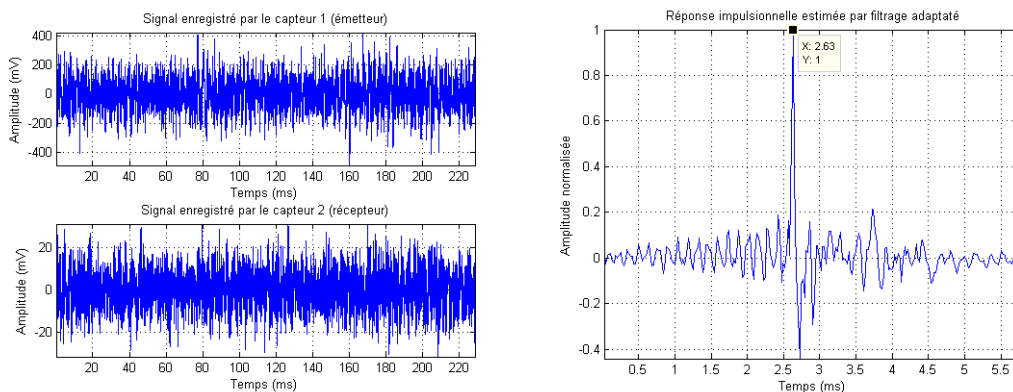 Signal enregistré par le capteur 1 (émetteur)
400
200
0
-200
-400
Amplitude (mV)
20 40 60 80 100 120 140 160 180 200 220
Temps (ms)
Signal enregistré par le capteur 2 (récepteur)
20
0
-20
Amplitude (mV)
20 40 60 80 100 120 140 160 180 200 220
Temps (ms)
Réponse impulsionnelle estimée par filtrage adaptaté
X: 2.63
Y: 1
1
0.8
0.6
0.4
0.2
0
-0.2
-0.4
Amplitude normalisée
0.5 1 1.5 2 2.5 3 3.5 4 4.5 5 5.5
Temps (ms)